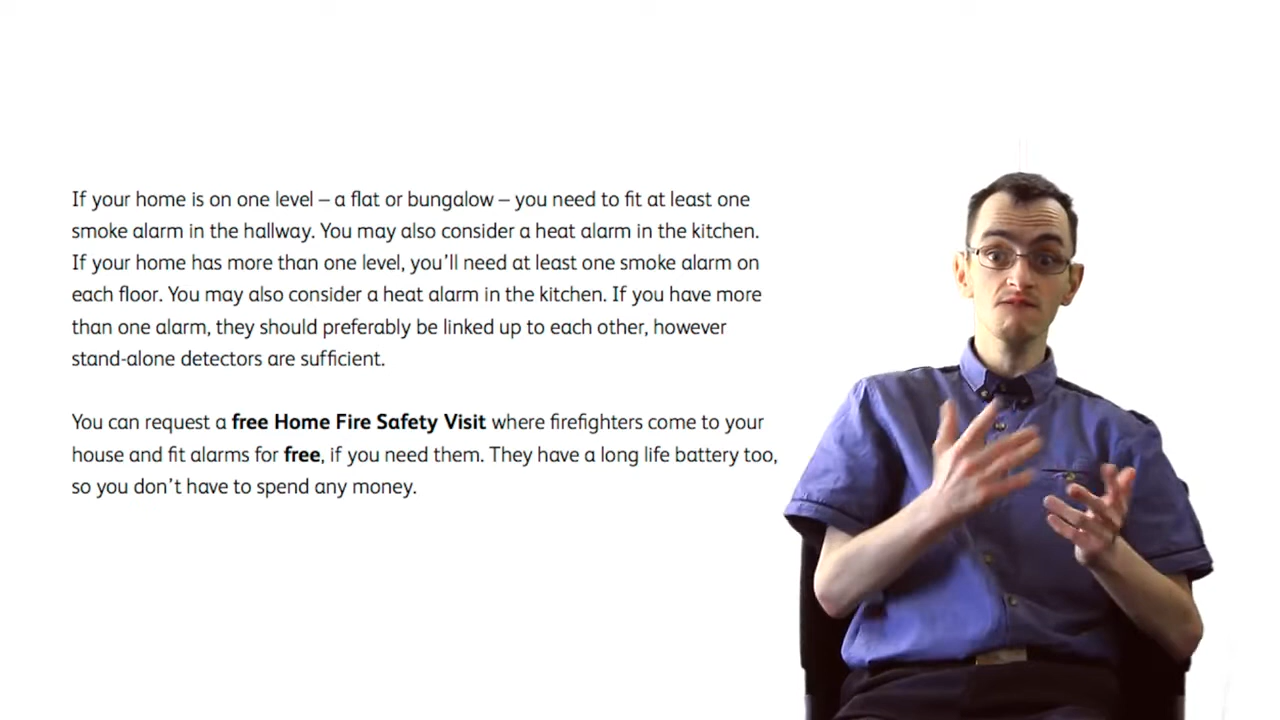 If your home is on one level – a flat or bungalow – you need to fit at least one
smoke alarm in the hallway. You may also consider a heat alarm in the kitchen.
If your home has more than one level, you’ll need at least one smoke alarm on
each floor. You may also consider a heat alarm in the kitchen. If you have more
than one alarm, they should preferably be linked up to each other, however
stand-alone detectors are sufficient.
You can request a free Home Fire Safety Visit where firefighters come to your
house and fit alarms for free, if you need them. They have a long life battery too,
so you don’t have to spend any money.